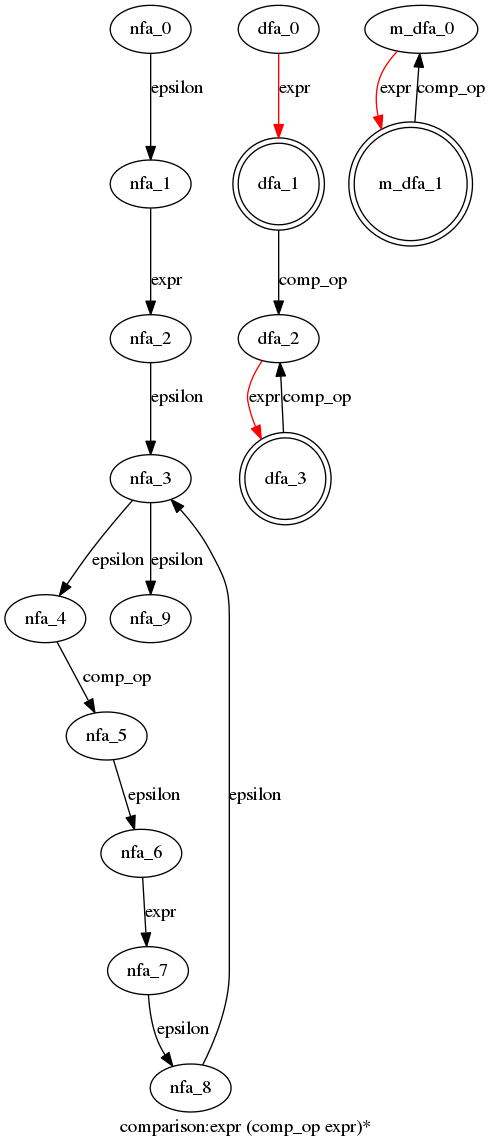 nfa_0 dfa_0 m_dfa_0
epsilon expr expr comp_op
nfa_1 dfa_1 m_dfa_1
expr comp_op
nfa_2 dfa_2
epsilon expr comp_op
nfa_3 dfa_3
epsilon epsilon
nfa_4 nfa_9
comp_op
nfa_5
epsilon epsilon
nfa_6
expr
nfa_7
epsilon
nfa_8
comparison:expr (comp_op expr)*